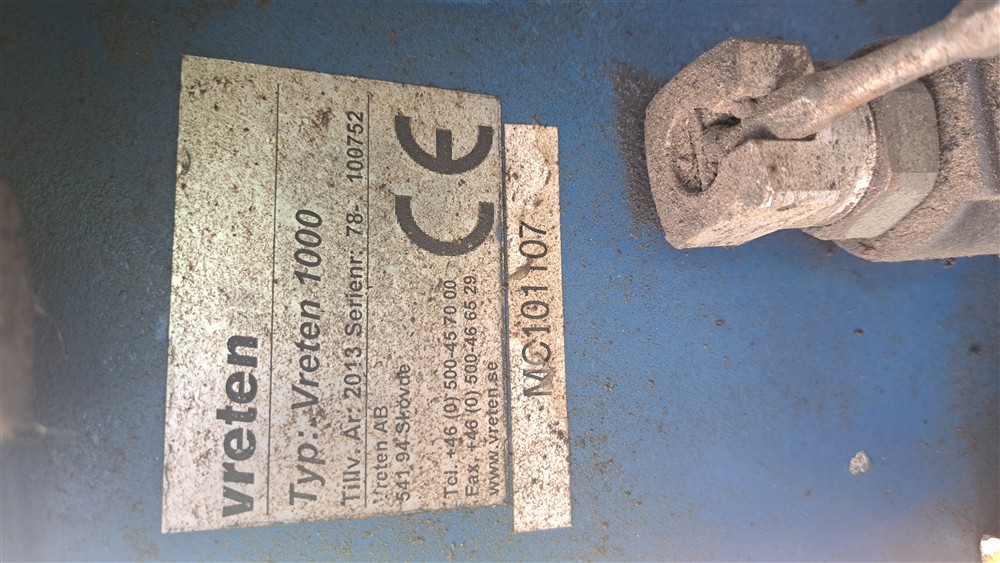 vreten
Typ: Vreten 1000
Tillv. År: 2013 Serienr: 78- 100752
Vreten AB
541 94 Skövde
Tel. +46 (0) 500-45 70 00
Fax. +46 (0) 500-46 65 29
www.vreten.se
CE
MC101107